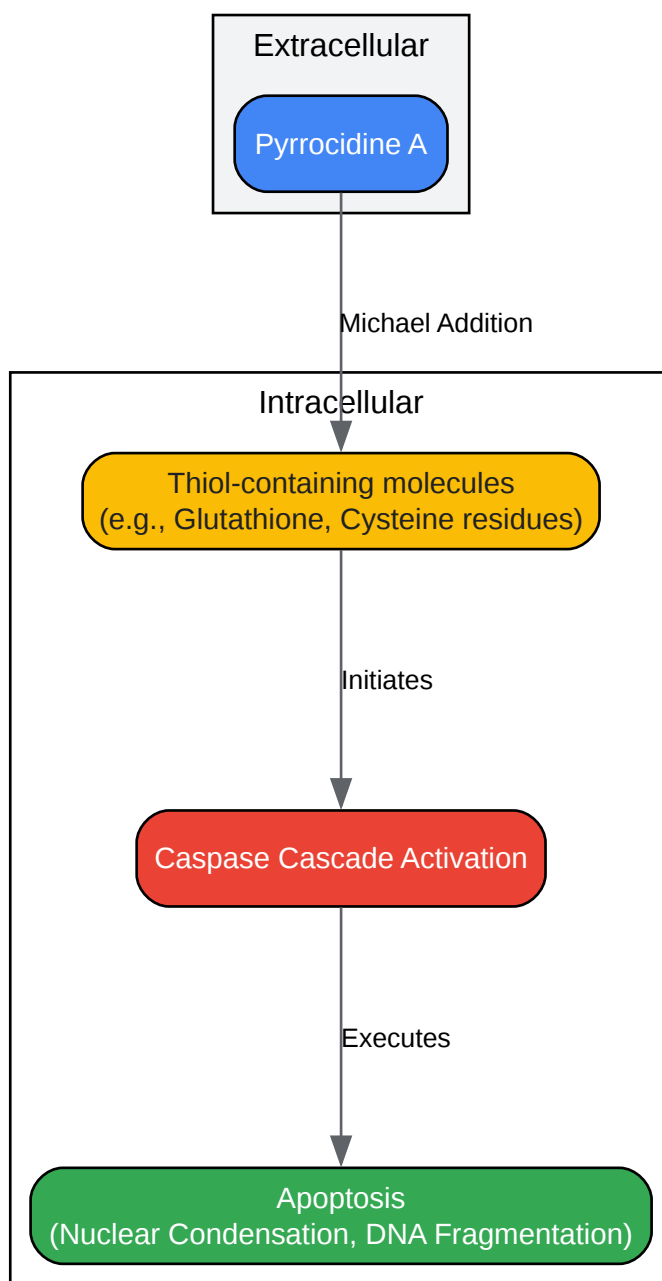 Extracellular
Pyrrocidine A
Michael Addition
Intracellular
Thiol-containing molecules
(e.g., Glutathione, Cysteine residues)
Initiates
Caspase Cascade Activation
Executes
Apoptosis
(Nuclear Condensation, DNA Fragmentation)